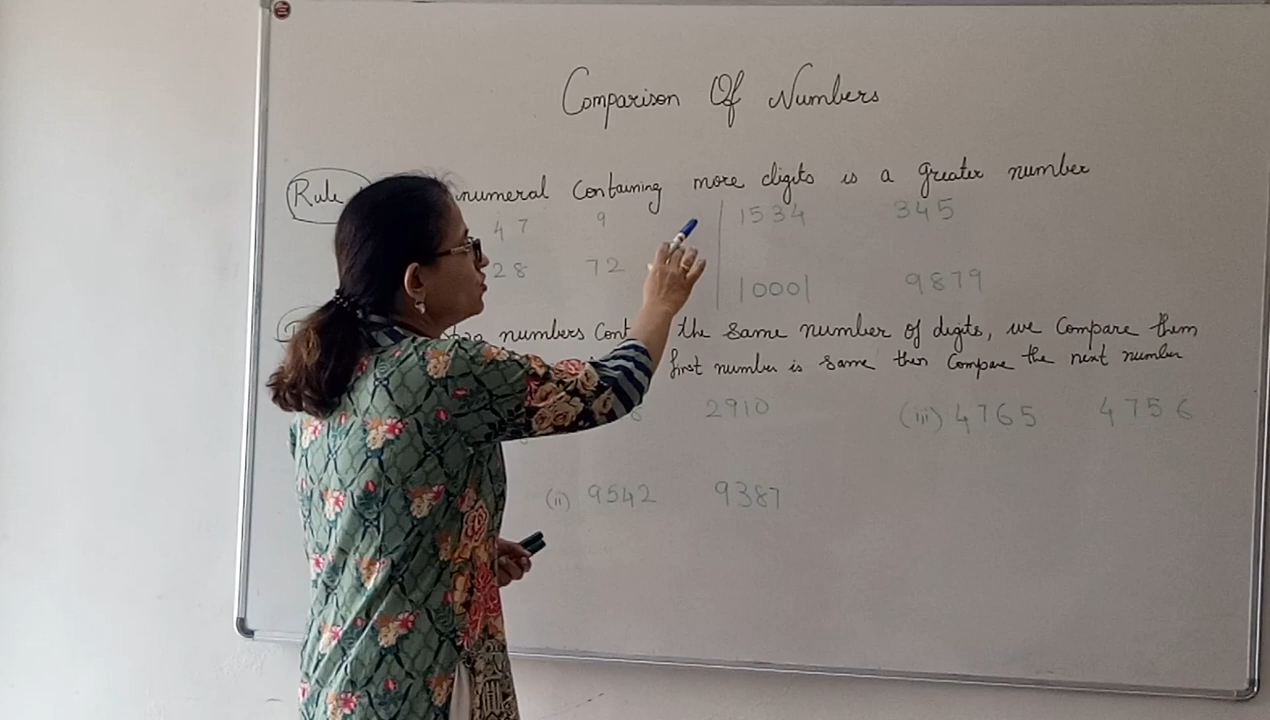 Comparison Of Numbers
Rule numeral Containing more digits is a greater number
47 9 1534 345
28 72 10001 9879
numbers the same number of digits, we Compare them
first number is same then Compare the next number
2910 (iii) 4765 4756
(ii) 9542 9387